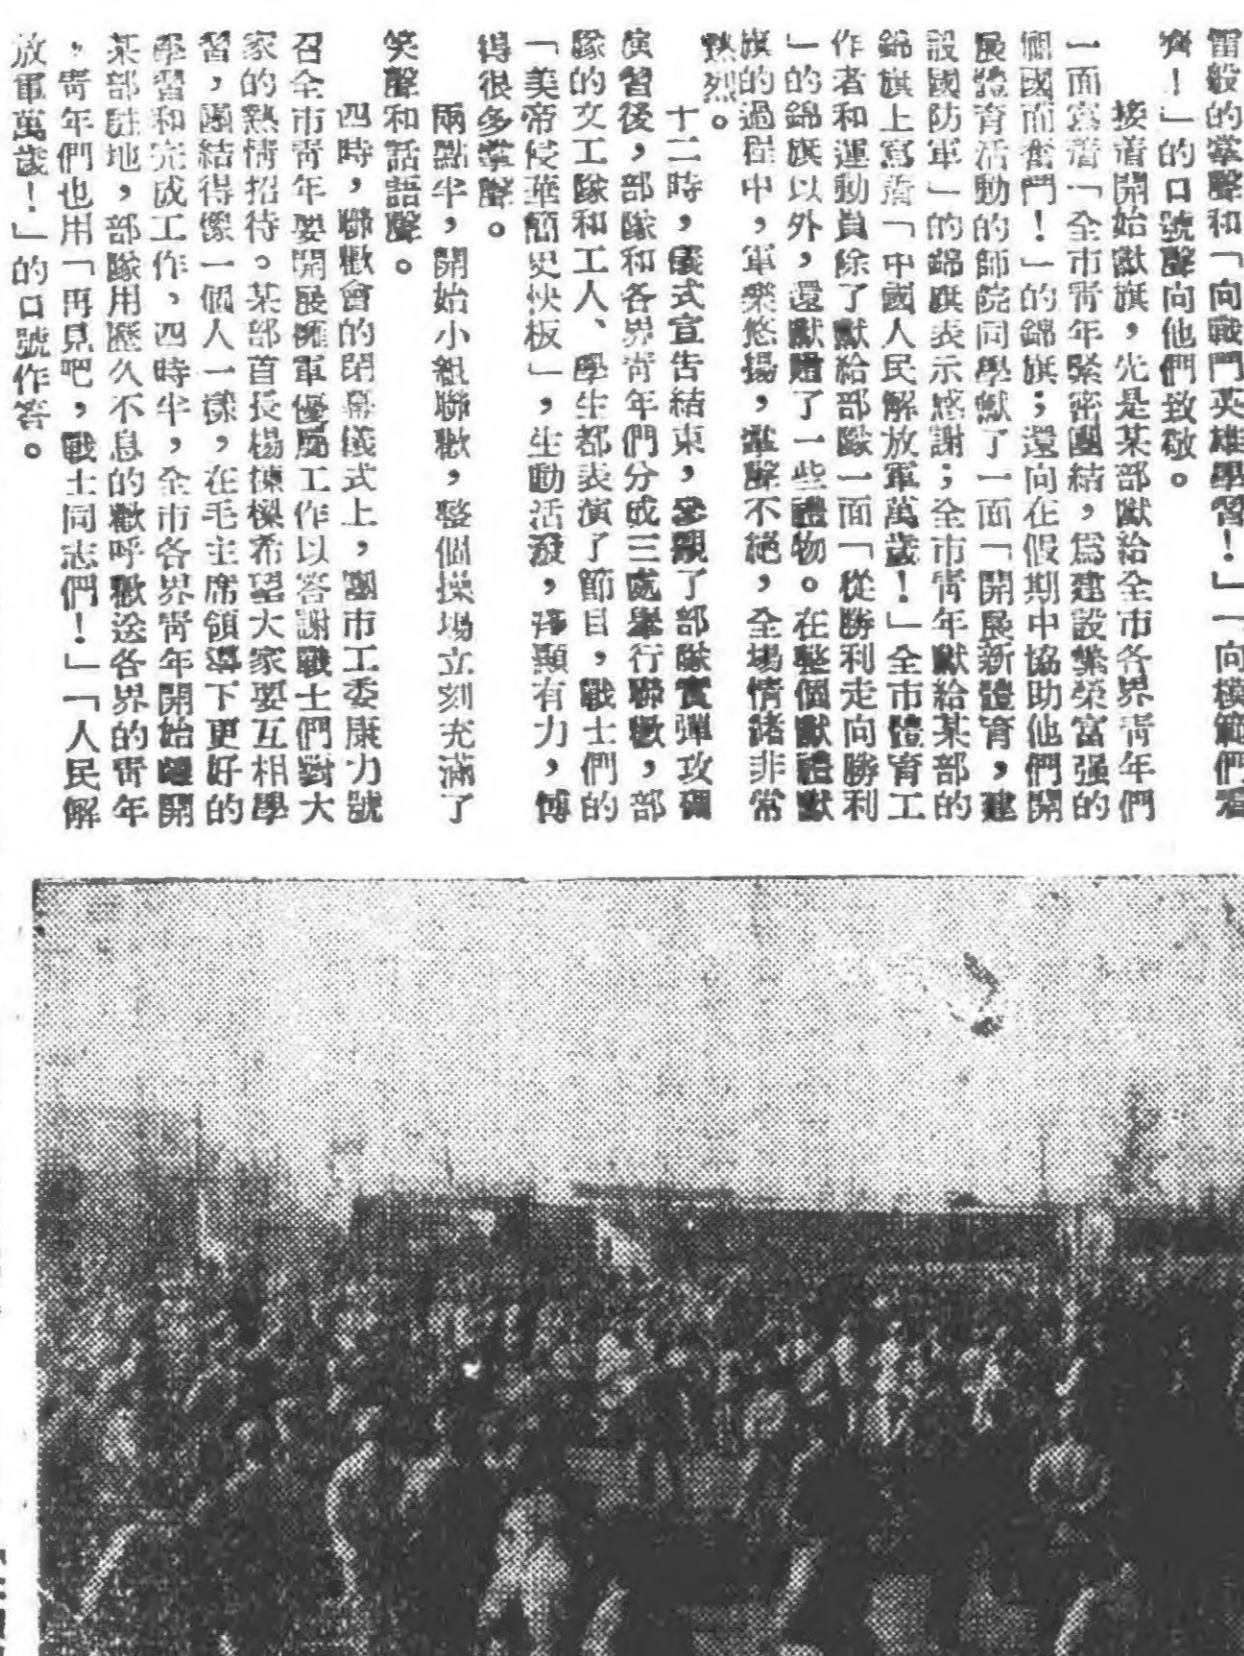 雷般的掌聲和「向戰鬥英雄學習！」「向模範們看
齊！」的口號聲向他們致敬。
接着開始獻旗，先是某部獻給全市各界青年們
一面寫着「全市青年緊密團結，爲建設繁榮富强的
祖國而奮鬥！」的錦旗；還向在假期中協助他們開
展體育活動的師院同學獻了一面「開展新體育，建
設國防軍」的錦旗表示感謝；全市青年獻給某部的
錦旗上寫着「中國人民解放軍萬歲！」全市體育工
作者和運動員除了獻給部隊一面「從勝利走向勝利
」的錦旗以外，還獻贈了一些禮物。在整個獻禮獻
旗的過程中，軍樂悠揚，掌聲不絕，全場情緒非常
熱烈。
十二時，儀式宣告結束，參觀了部隊實彈攻碉
演習後，部隊和各界青年們分成三處舉行聯歡，部
隊的文工隊和工人、學生都表演了節目，戰士們的
「美帝侵華簡史快板」，生動活潑，淸顯有力，博
得很多掌聲。
兩點半，開始小組聯歡，整個操場立刻充滿了
笑聲和話語聲。
四時，聯歡會的閉幕儀式上，團市工委康力號
召全市青年要開展擁軍優屬工作以答謝戰士們對大
家的熱情招待。某部首長楊棟樑希望大家要互相學
習，團結得像一個人一樣，在毛主席領導下更好的
學習和完成工作。四時半，全市各界青年開始離開
某部駐地，部隊用歷久不息的歡呼歡送各界的青年
，青年們也用「再見吧，戰士同志們！」「人民解
放軍萬歲！」的口號作答。